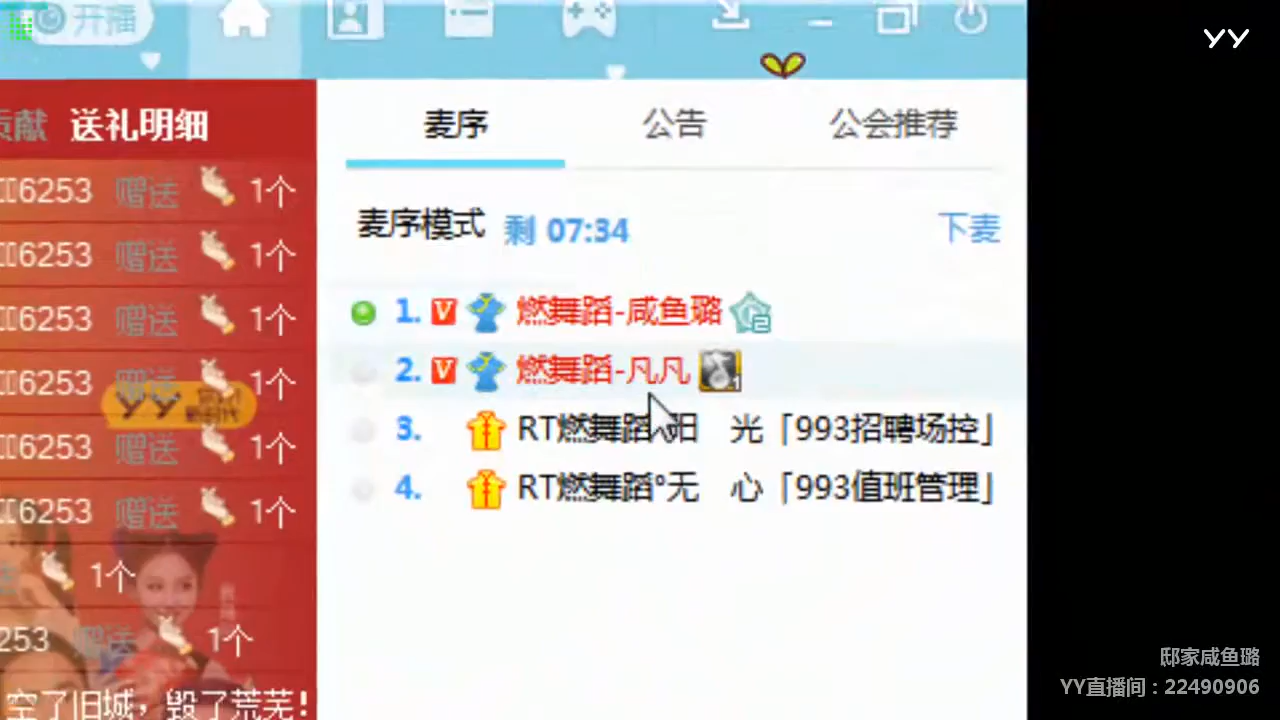 开播
YY
贡献 送礼明细
麦序 公告 公会推荐
麦序模式 剩 07:34 下麦
6253 赠送 1个
6253 赠送 1个
6253 赠送 1个
6253 赠送 1个
6253 赠送 1个
6253 赠送 1个
送 1个
253 赠送 1个
空了旧城，毁了荒芜！
1. V 燃舞蹈-咸鱼璐 2
2. V 燃舞蹈-凡凡 1
3. RT燃舞蹈 阳 光「993招聘场控」
4. RT燃舞蹈°无 心「993值班管理」
YY
邸家咸鱼璐
YY直播间：22490906